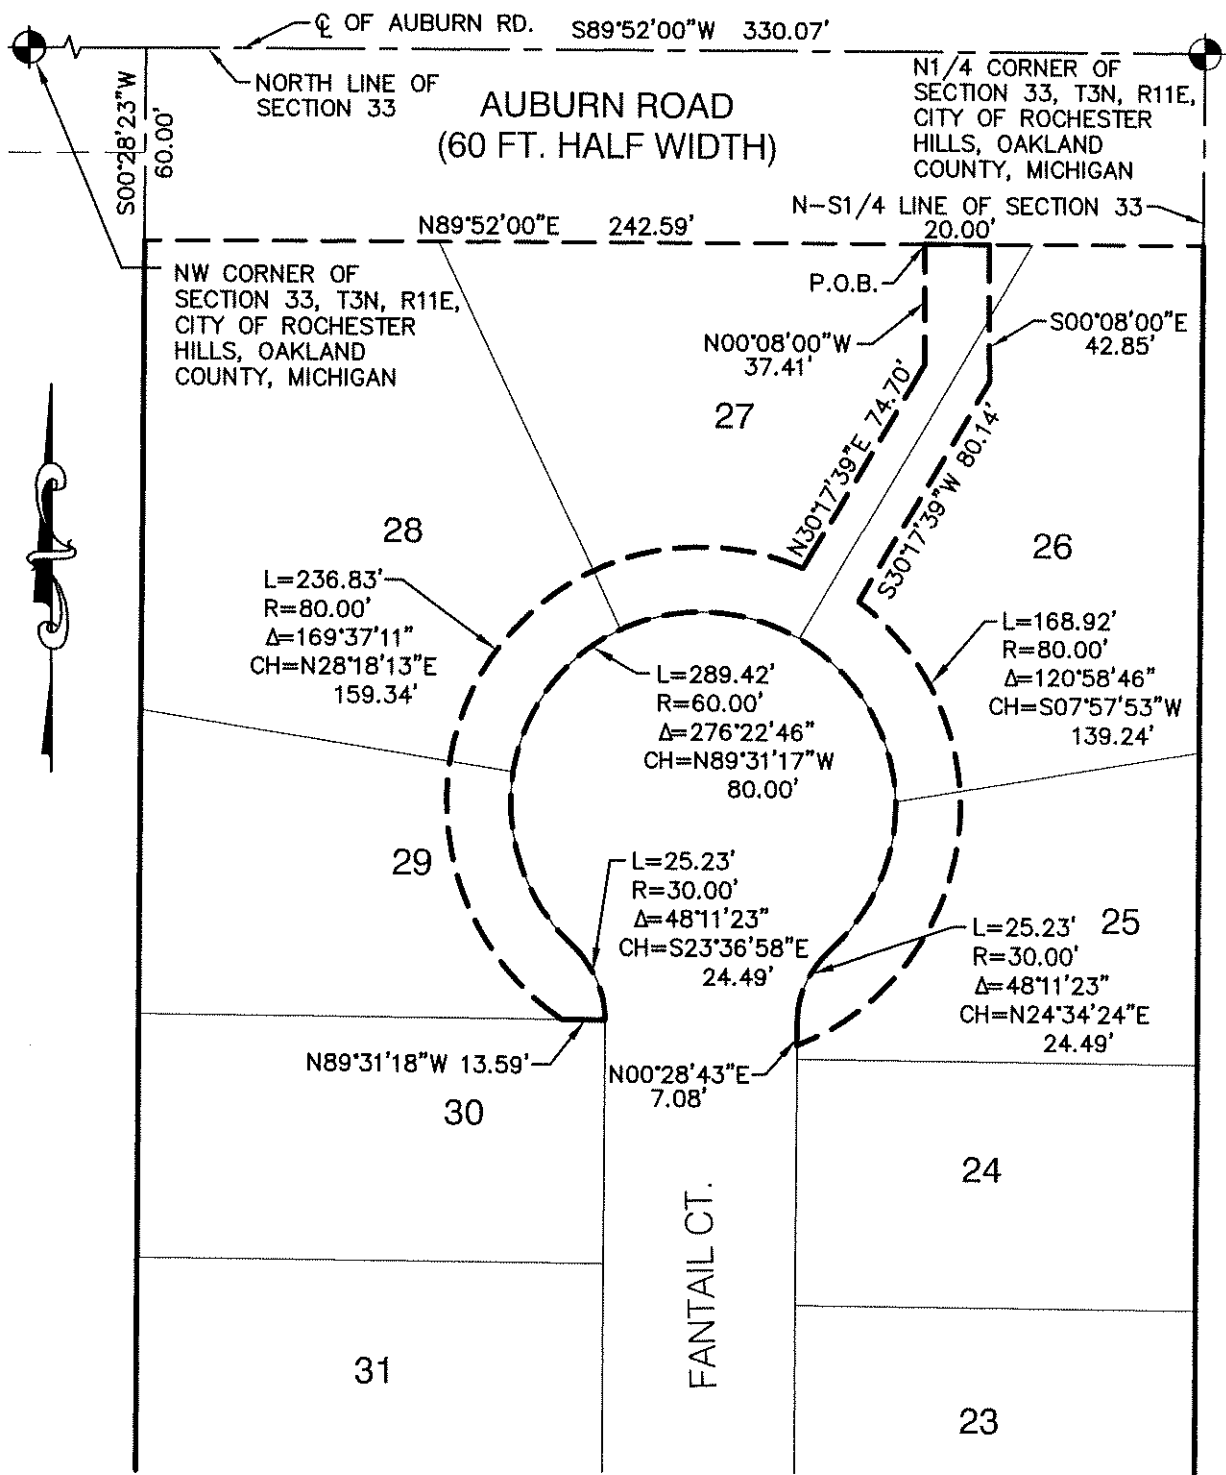 ℄ OF AUBURN RD.
S89°52'00"W 330.07'
NORTH LINE OF
SECTION 33
AUBURN ROAD
(60 FT. HALF WIDTH)
N1/4 CORNER OF
SECTION 33, T3N, R11E,
CITY OF ROCHESTER
HILLS, OAKLAND
COUNTY, MICHIGAN
S00°28'23"W
60.00'
N-S1/4 LINE OF SECTION 33
N89°52'00"E 242.59'
20.00'
NW CORNER OF
SECTION 33, T3N, R11E,
CITY OF ROCHESTER
HILLS, OAKLAND
COUNTY, MICHIGAN
P.O.B.
N00°08'00"W
37.41'
S00°08'00"E
42.85'
27
N30°17'39"E 74.70'
S30°17'39"W 80.14'
28
26
L=236.83'
R=80.00'
Δ=169°37'11"
CH=N28°18'13"E
159.34'
L=289.42'
R=60.00'
Δ=276°22'46"
CH=N89°31'17"W
80.00'
L=168.92'
R=80.00'
Δ=120°58'46"
CH=S07°57'53"W
139.24'
29
L=25.23'
R=30.00'
Δ=48°11'23"
CH=S23°36'58"E
24.49'
25
L=25.23'
R=30.00'
Δ=48°11'23"
CH=N24°34'24"E
24.49'
N89°31'18"W 13.59'
N00°28'43"E
7.08'
30
24
FANTAIL CT.
31
23